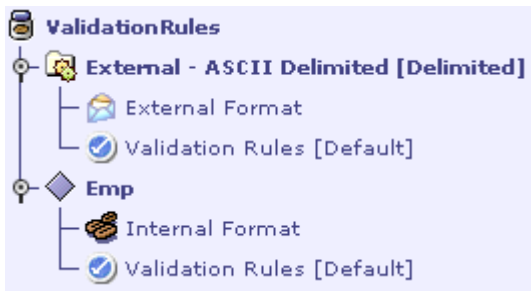 ValidationRules
External - ASCII Delimited [Delimited]
External Format
Validation Rules [Default]
Emp
Internal Format
Validation Rules [Default]